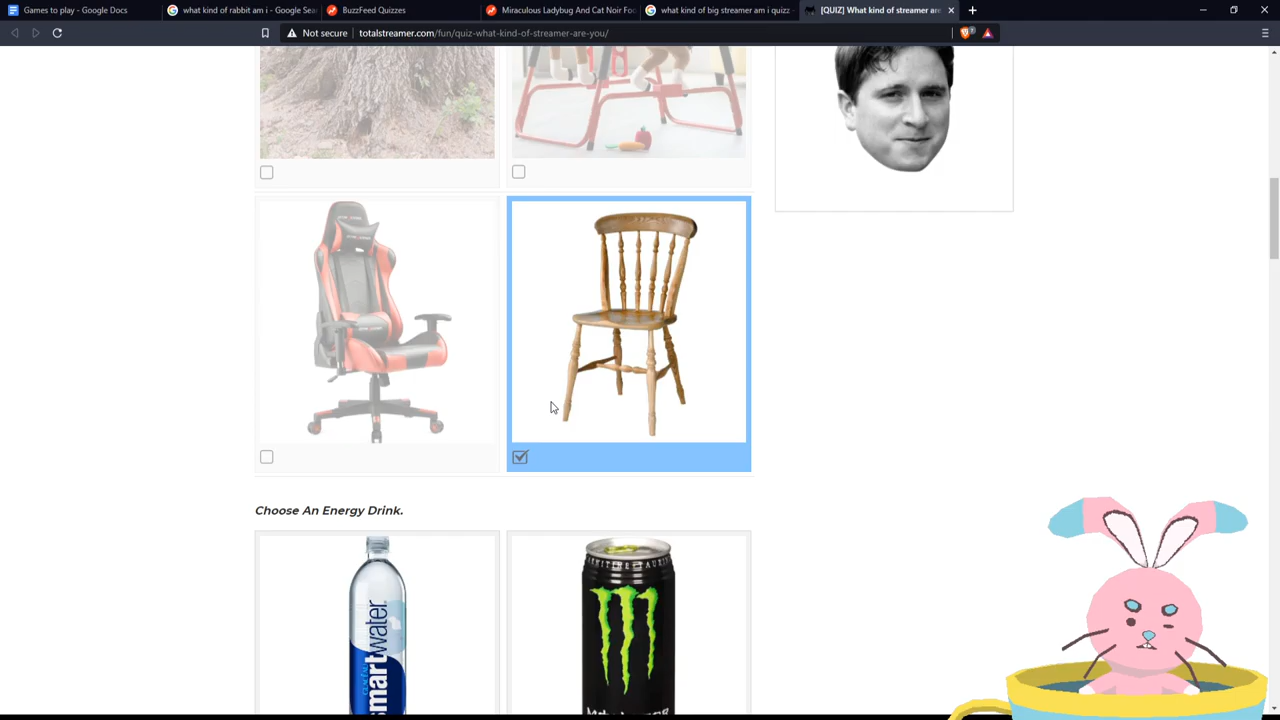 Games to play - Google Docs
what kind of rabbit am i - Google Sea
BuzzFeed Quizzes
Miraculous Ladybug And Cat Noir Fo
what kind of big streamer am i quizz
[QUIZ] What kind of streamer are
Not secure
totalstreamer.com/fun/quiz-what-kind-of-streamer-are-you/
Choose An Energy Drink.
smartwater